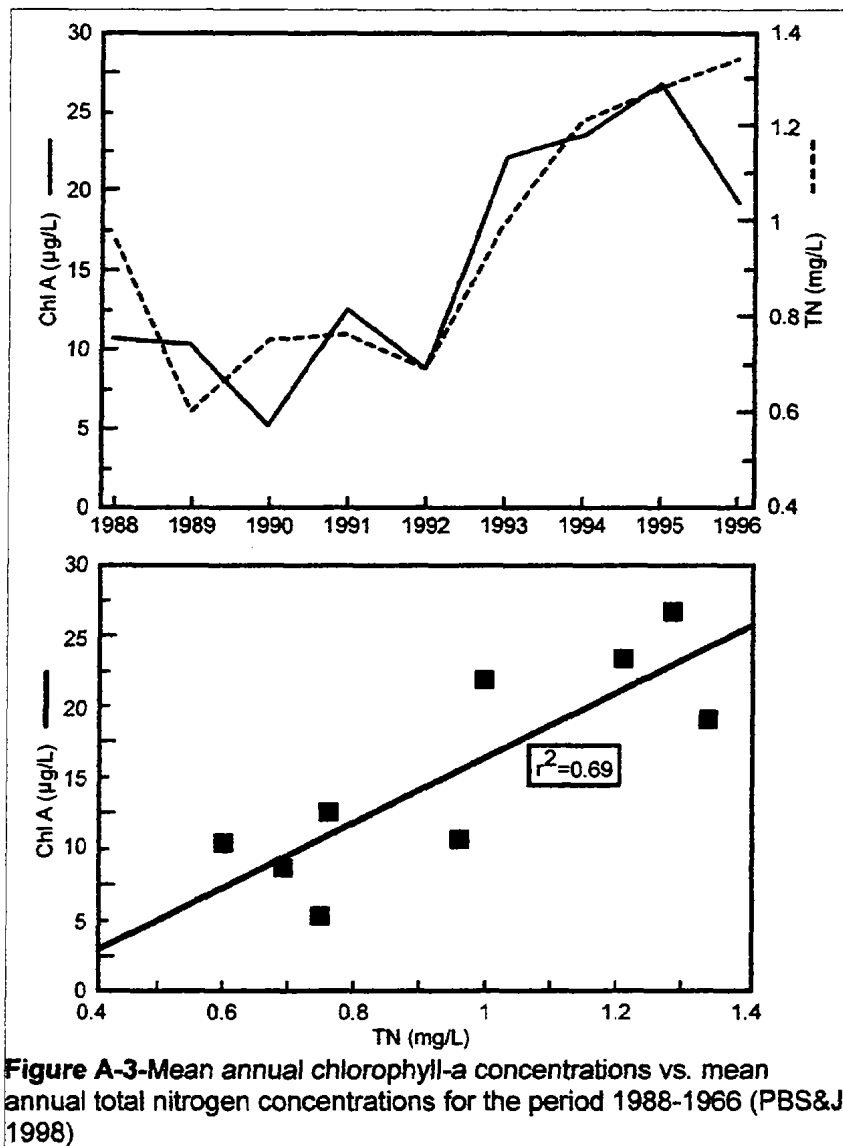 30
25
20
15
10
5
0
Chl A (µg/L)
1.4
1.2
1
0.8
0.6
0.4
TN (mg/L)
1988 1989 1990 1991 1992 1993 1994 1995 1996
30
25
20
15
10
5
0
Chl A (µg/L)
r²=0.69
0.4 0.6 0.8 1 1.2 1.4
TN (mg/L)
Figure A-3-Mean annual chlorophyll-a concentrations vs. mean
annual total nitrogen concentrations for the period 1988-1966 (PBS&J
1998)